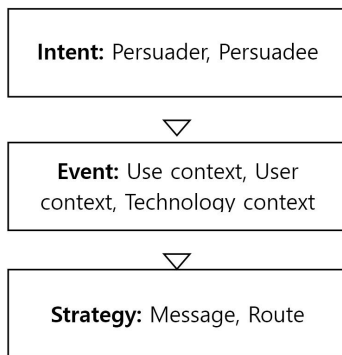 Intent: Persuader, Persuadee
Event: Use context, User
context, Technology context
Strategy: Message, Route